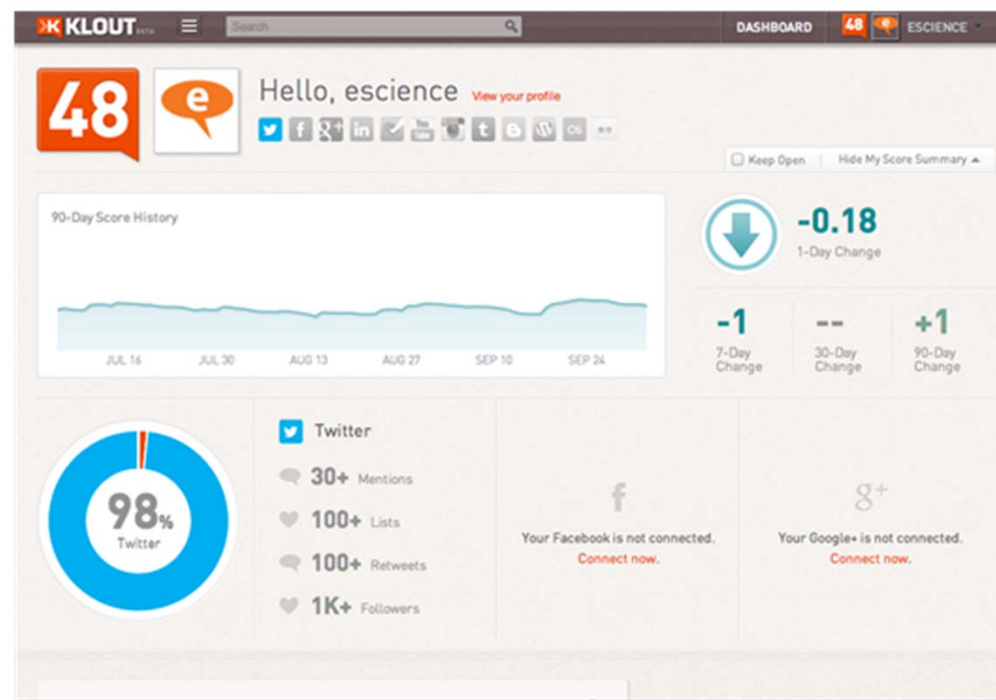 KLOUT BETA
Search
DASHBOARD
48
e
ESCIENCE
48
e
Hello, escience View your profile
Keep Open
Hide My Score Summary
90-Day Score History
JUL 16 JUL 30 AUG 13 AUG 27 SEP 10 SEP 24
-0.18
1-Day Change
-1
7-Day
Change
--
30-Day
Change
+1
90-Day
Change
98%
Twitter
Twitter
30+ Mentions
100+ Lists
100+ Retweets
1K+ Followers
f
Your Facebook is not connected.
Connect now.
g+
Your Google+ is not connected.
Connect now.